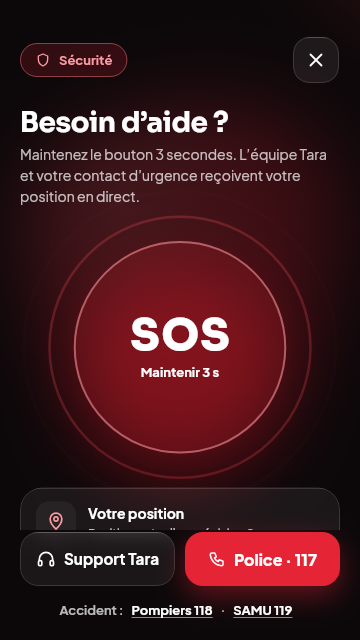 Sécurité
Besoin d’aide ?
Maintenez le bouton 3 secondes. L’équipe Tara
et votre contact d’urgence reçoivent votre
position en direct.
SOS
Maintenir 3 s
Votre position
Support Tara
Police · 117
Accident : Pompiers 118 · SAMU 119